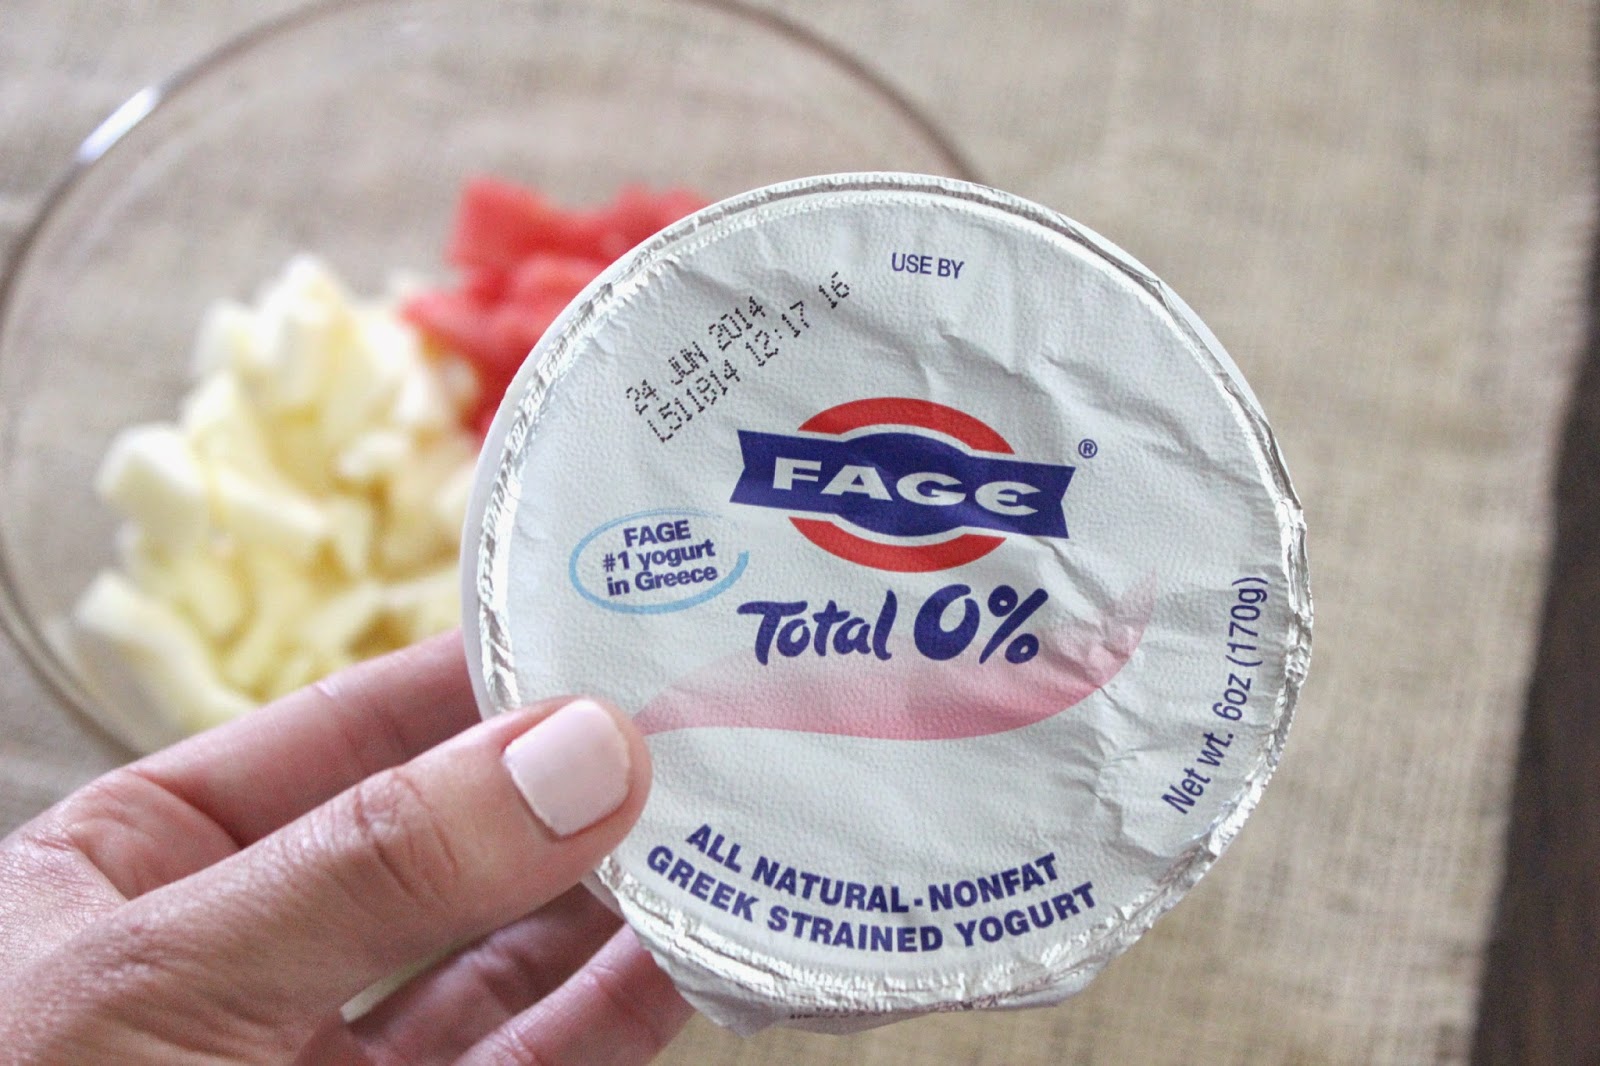 USE BY
24 JUN 2014
L511814 12:17 16
FAGE®
FAGE
#1 yogurt
in Greece
Total 0%
Net wt. 6oz (170g)
ALL NATURAL-NONFAT
GREEK STRAINED YOGURT